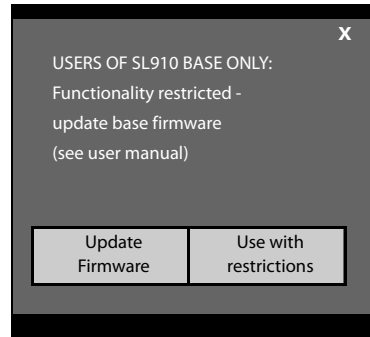 X
USERS OF SL910 BASE ONLY:
Functionality restricted -
update base firmware
(see user manual)
Update
Firmware
Use with
restrictions